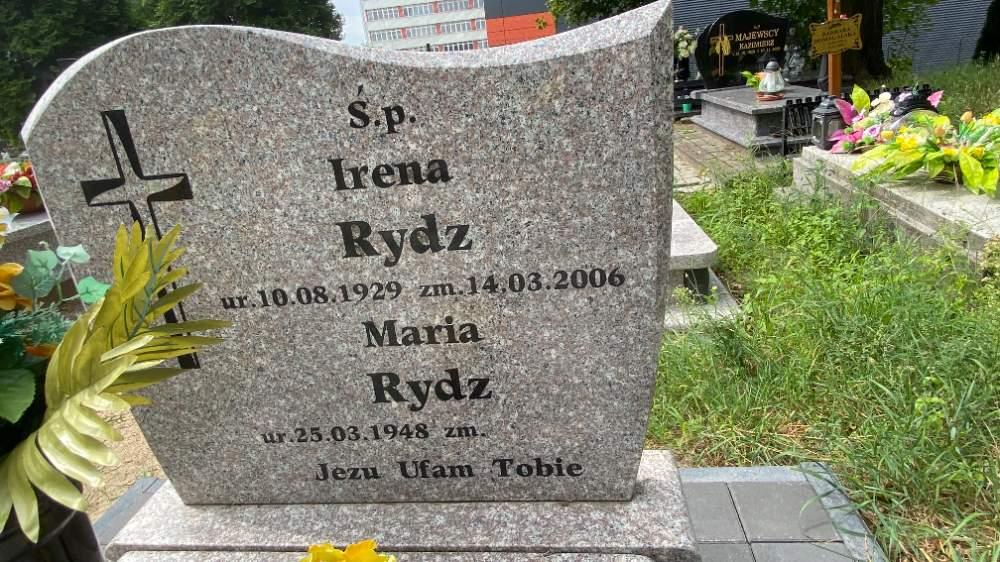 Ś.p.
Irena
Rydz
ur.10.08.1929 zm.14.03.2006
Maria
Rydz
ur.25.03.1948 zm.
Jezu Ufam Tobie
MAJEWSCY
KAZIMIERZ